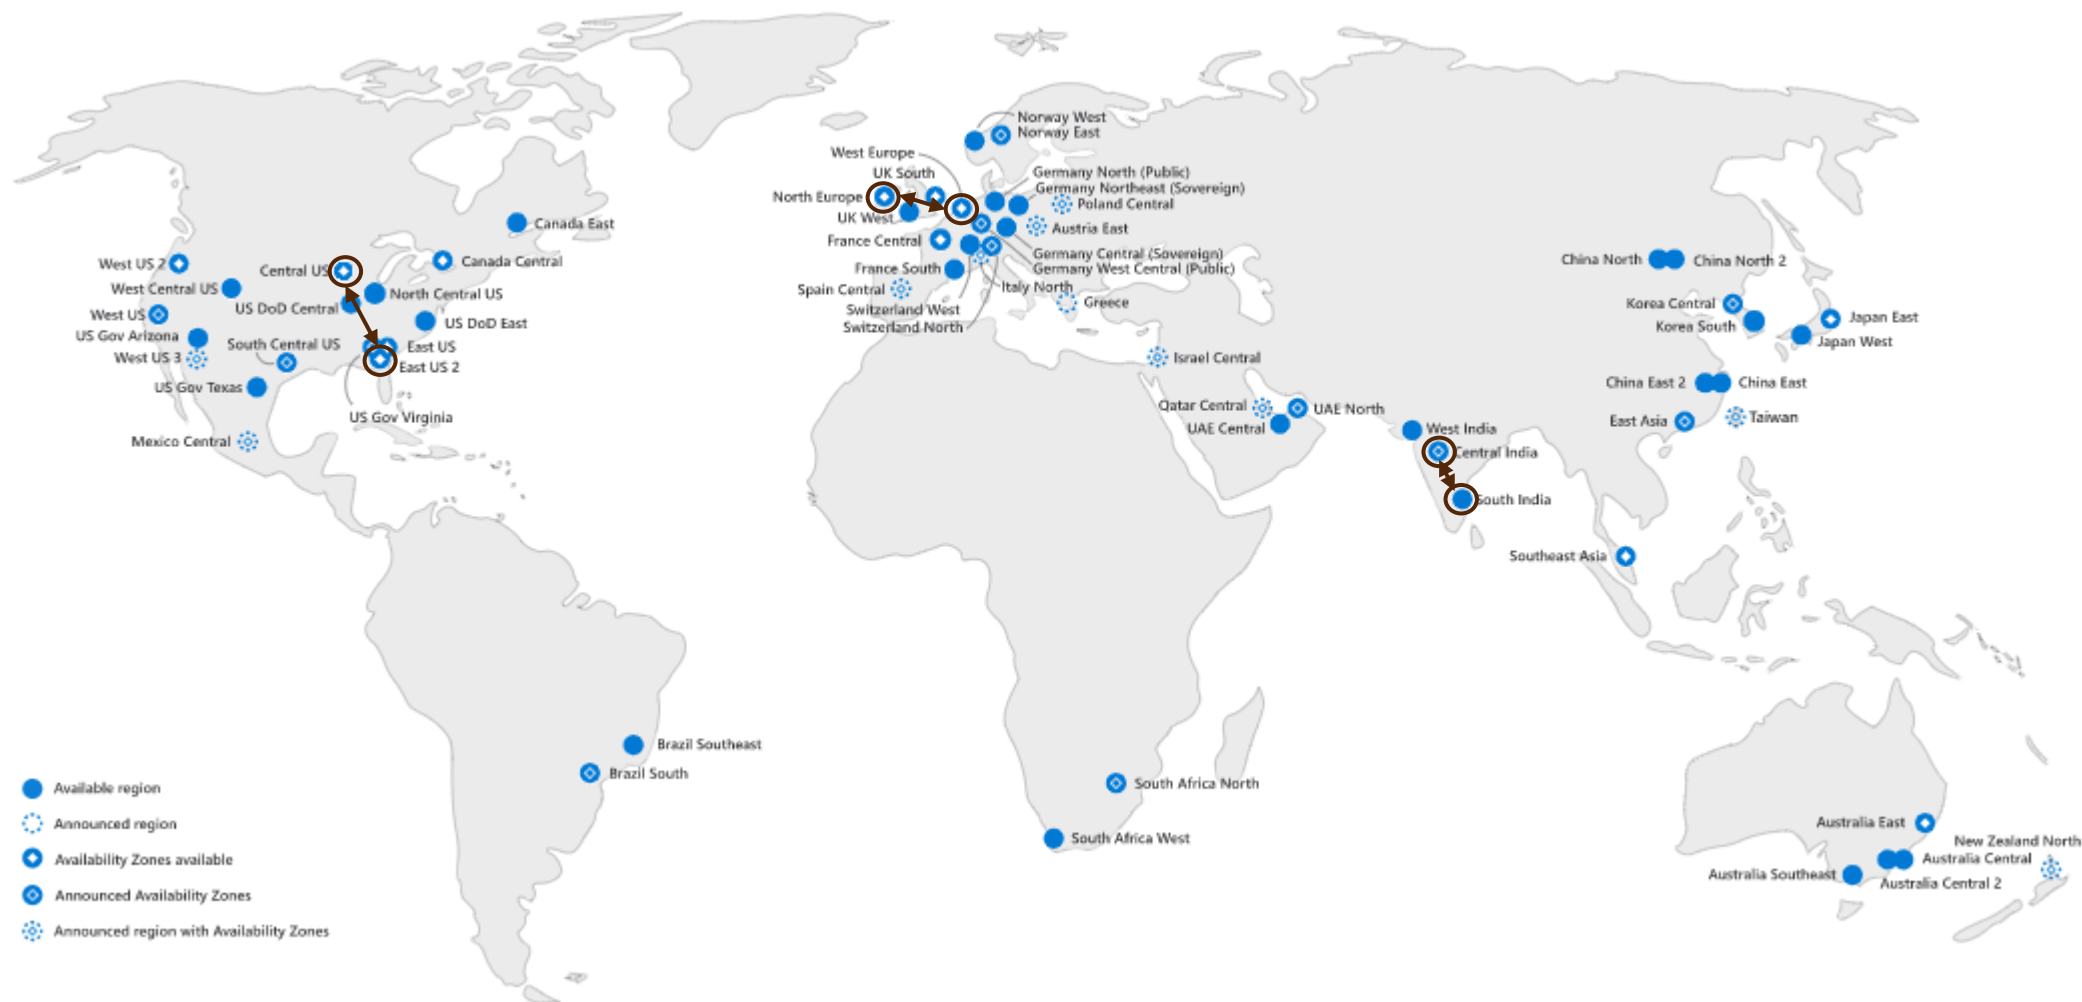 Norway West
Norway East
West Europe
UK South
Germany North (Public)
Germany Northeast (Sovereign)
North Europe
Poland Central
UK West
Canada East
Austria East
France Central
Germany Central (Sovereign)
Germany West Central (Public)
West US 2
Central US
Canada Central
China North
China North 2
France South
West Central US
North Central US
Spain Central
Italy North
Greece
US DoD Central
Switzerland West
Korea Central
West US
US DoD East
Switzerland North
Korea South
Japan East
US Gov Arizona
South Central US
East US
Japan West
West US 3
East US 2
Israel Central
US Gov Texas
China East 2
China East
US Gov Virginia
Qatar Central
UAE North
UAE Central
East Asia
Taiwan
Mexico Central
West India
Central India
South India
Southeast Asia
Brazil Southeast
Brazil South
South Africa North
South Africa West
Australia East
New Zealand North
Australia Central
Australia Southeast
Australia Central 2
Available region
Announced region
Availability Zones available
Announced Availability Zones
Announced region with Availability Zones